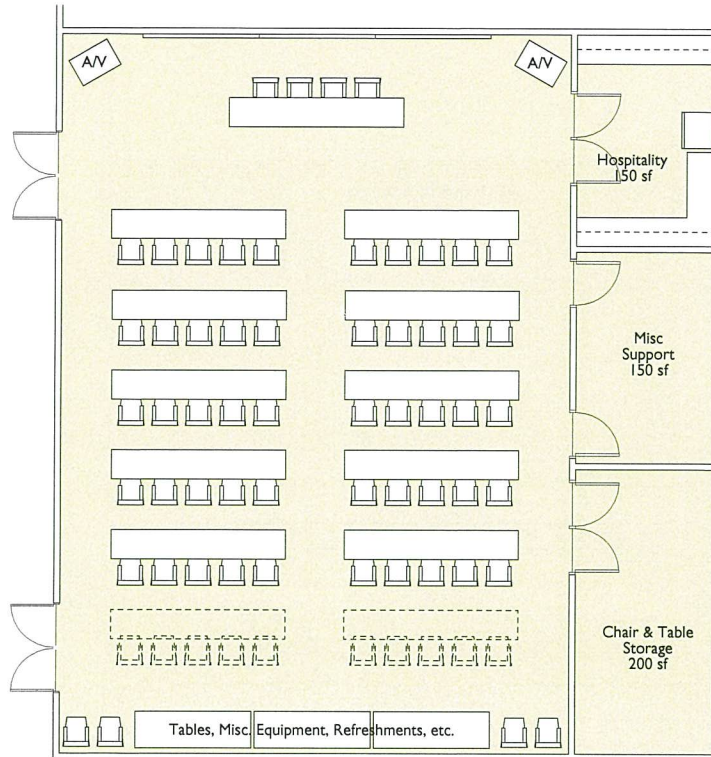 A/V
A/V
Hospitality
150 sf
Misc
Support
150 sf
Chair & Table
Storage
200 sf
Tables, Misc. Equipment, Refreshments, etc.